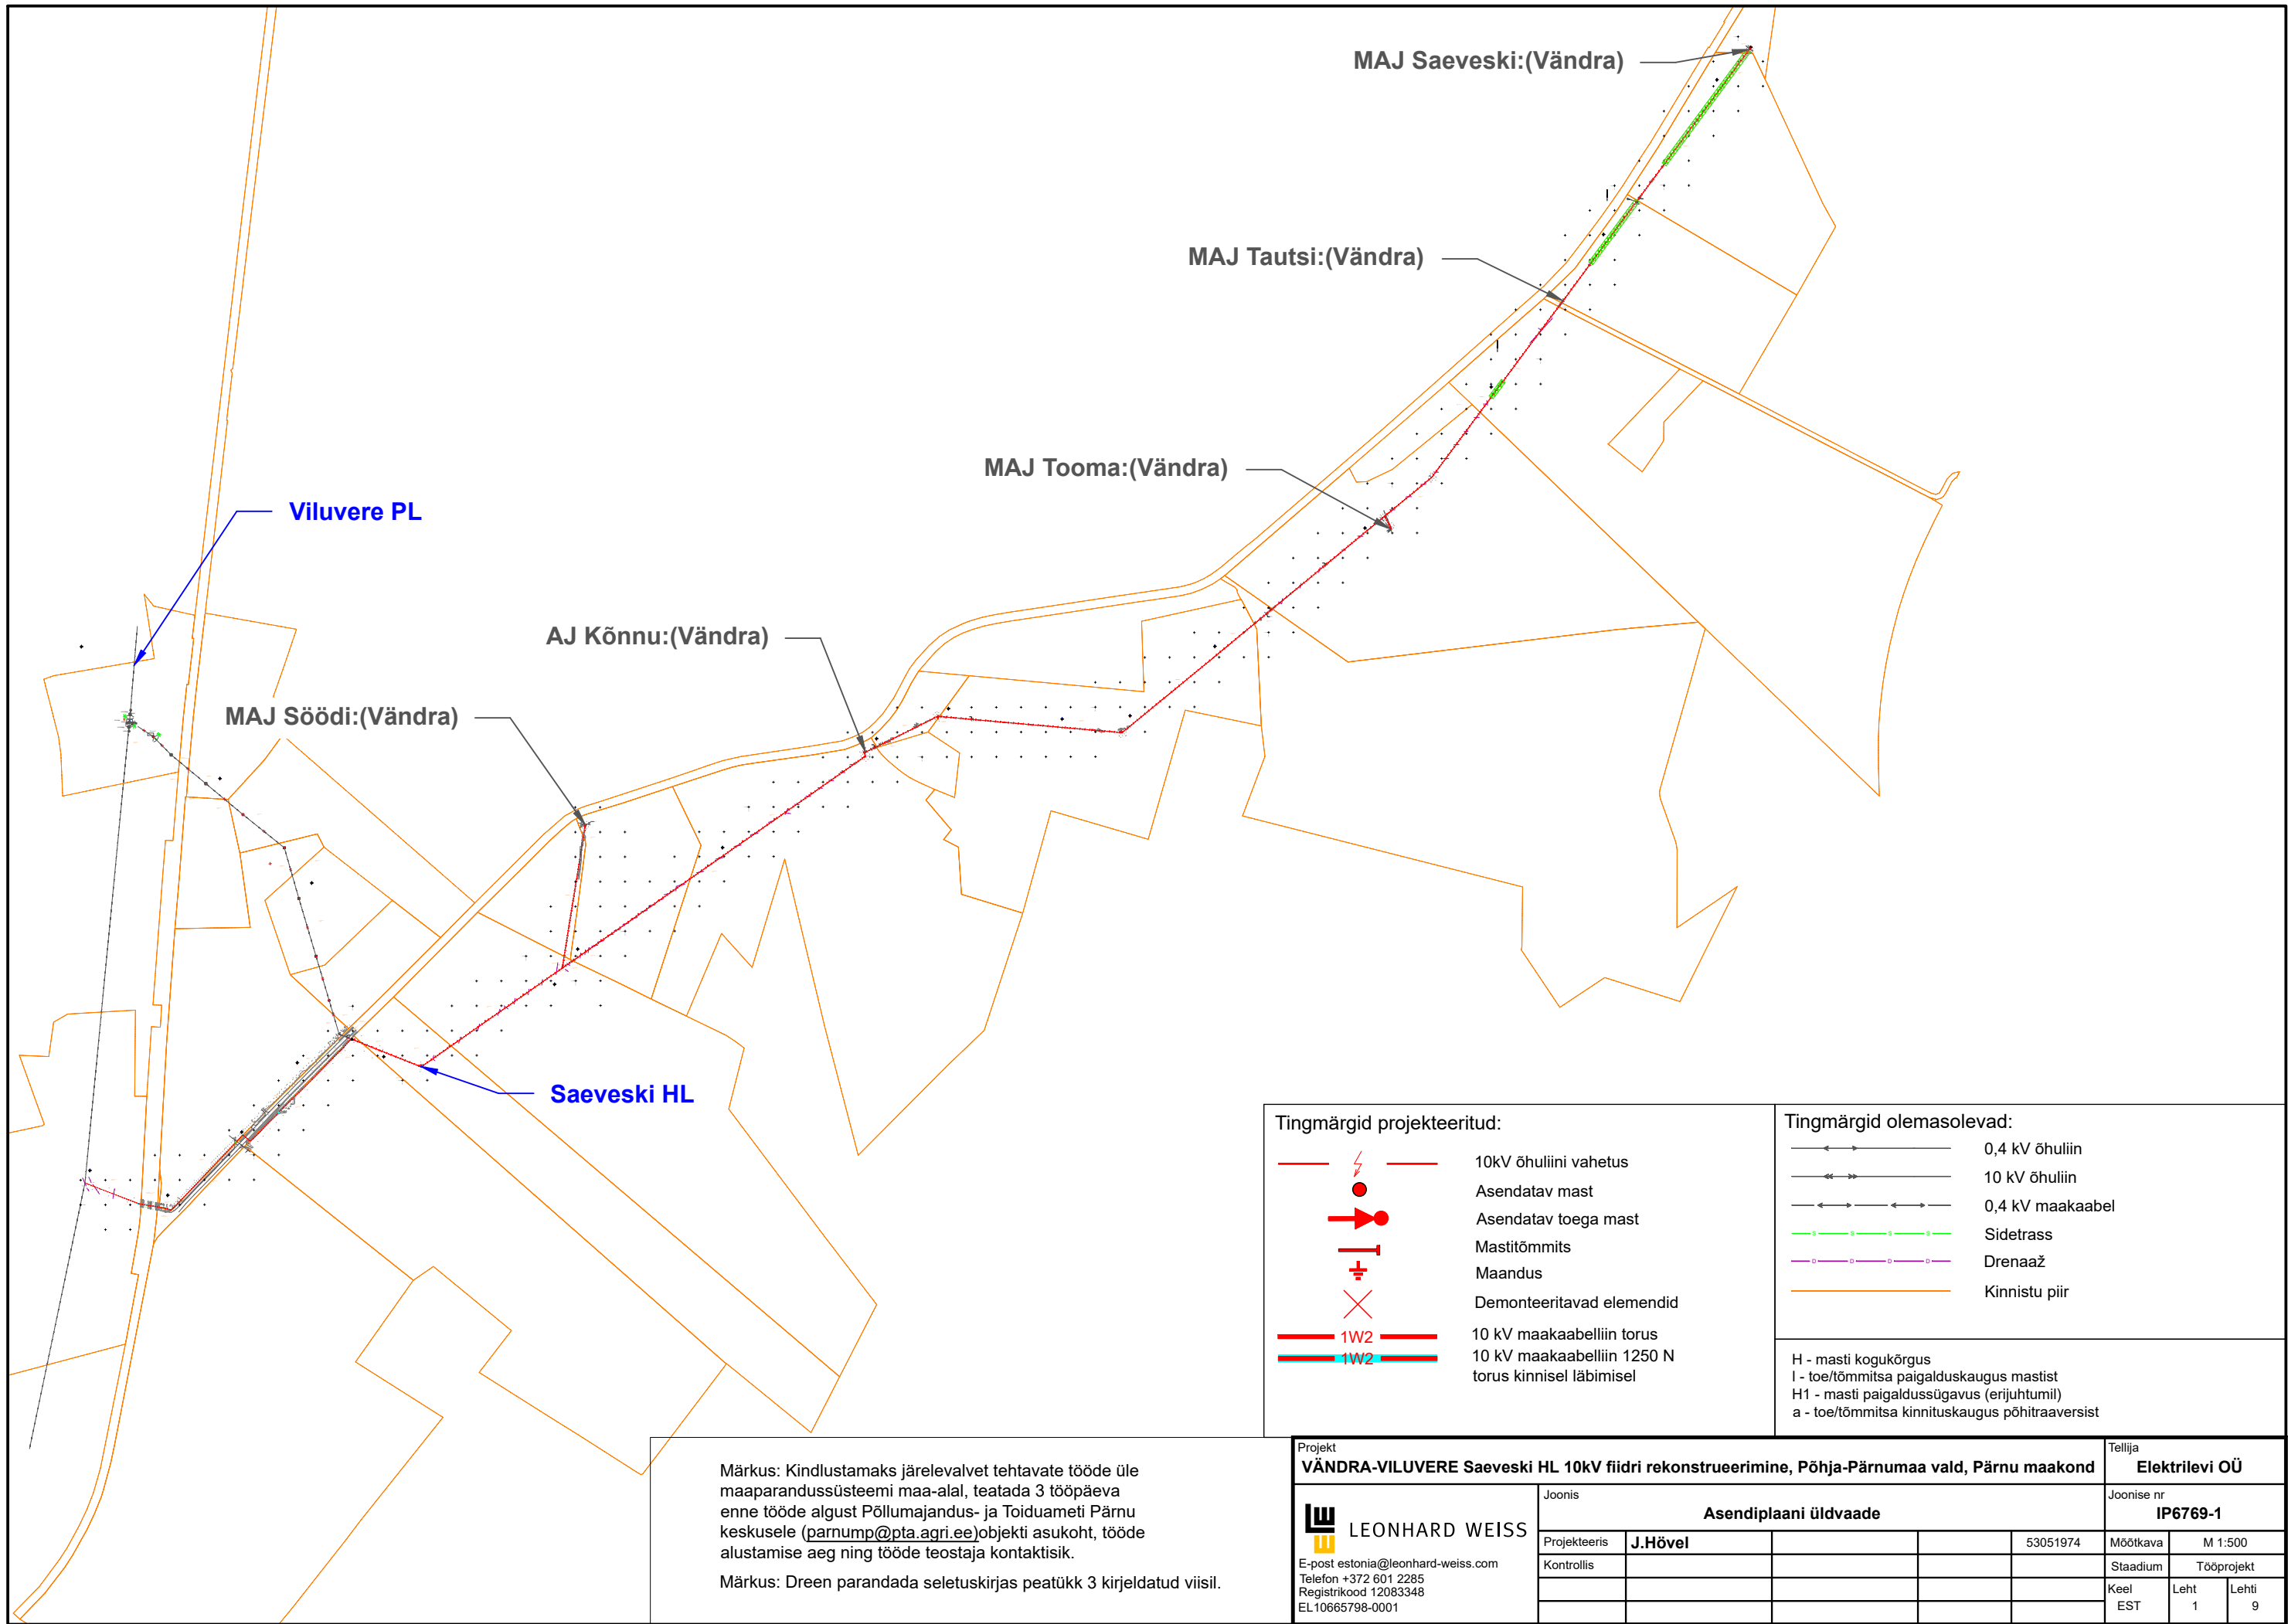 MAJ Saeveski:(Vändra)
MAJ Tautsi:(Vändra)
MAJ Tooma:(Vändra)
Viluvere PL
AJ Kõnnu:(Vändra)
MAJ Söödi:(Vändra)
Saeveski HL
Tingmärgid projekteeritud:
10kV õhuliini vahetus
Asendatav mast
Asendatav toega mast
Mastitõmmits
Maandus
Demonteeritavad elemendid
1W2 10 kV maakaabelliin torus
1W2 10 kV maakaabelliin 1250 N
torus kinnisel läbimisel
Tingmärgid olemasolevad:
0,4 kV õhuliin
10 kV õhuliin
0,4 kV maakaabel
S S S S Sidetrass
D D D D Drenaaž
Kinnistu piir
H - masti kogukõrgus
l - toe/tõmmitsa paigalduskaugus mastist
H1 - masti paigaldussügavus (erijuhtumil)
a - toe/tõmmitsa kinnituskaugus põhitraaversist
Märkus: Kindlustamaks järelevalvet tehtavate tööde üle
maaparandussüsteemi maa-alal, teatada 3 tööpäeva
enne tööde algust Põllumajandus- ja Toiduameti Pärnu
keskusele (parnump@pta.agri.ee)objekti asukoht, tööde
alustamise aeg ning tööde teostaja kontaktisik.
Märkus: Dreen parandada seletuskirjas peatükk 3 kirjeldatud viisil.
Projekt
VÄNDRA-VILUVERE Saeveski HL 10kV fiidri rekonstrueerimine, Põhja-Pärnumaa vald, Pärnu maakond
Tellija
Elektrilevi OÜ
LEONHARD WEISS
E-post estonia@leonhard-weiss.com
Telefon +372 601 2285
Registrikood 12083348
EL10665798-0001
Joonis
Asendiplaani üldvaade
Joonise nr
IP6769-1
Projekteeris J.Hövel 53051974
Mõõtkava M 1:500
Kontrollis
Staadium Tööprojekt
Keel Leht Lehti
EST 1 9